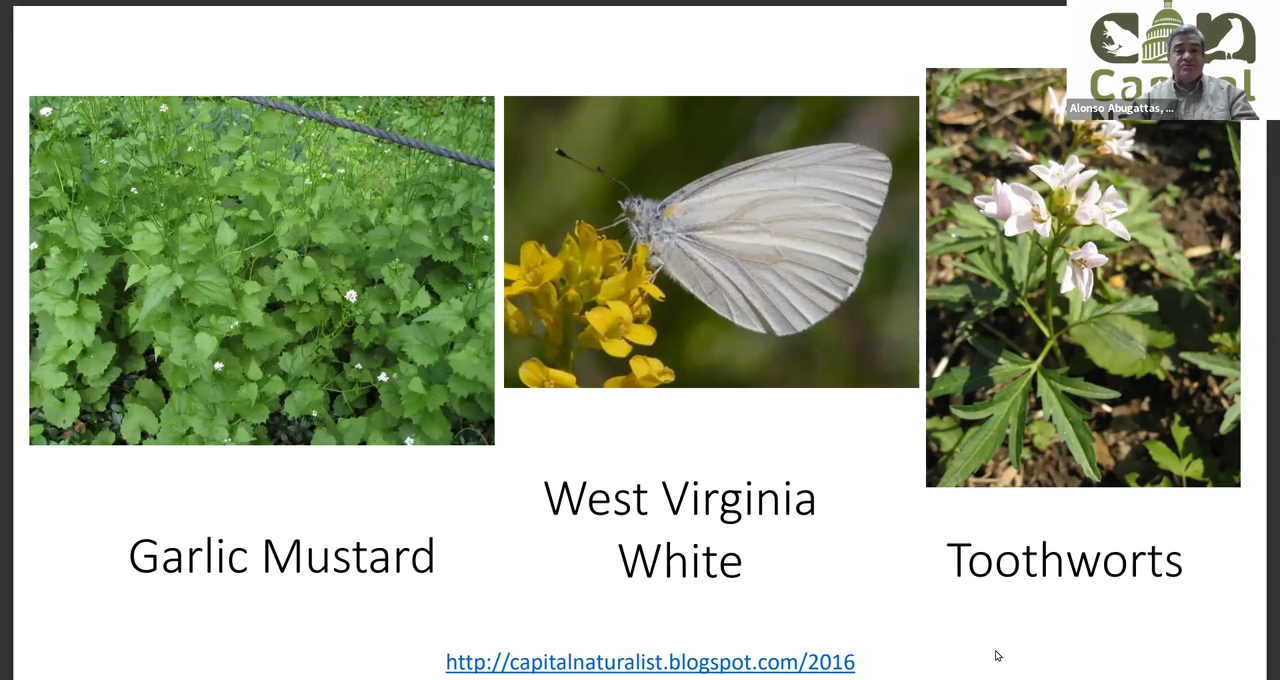 Alonso Abugattas, ...
West Virginia
White
Garlic Mustard
Toothworts
http://capitalnaturalist.blogspot.com/2016